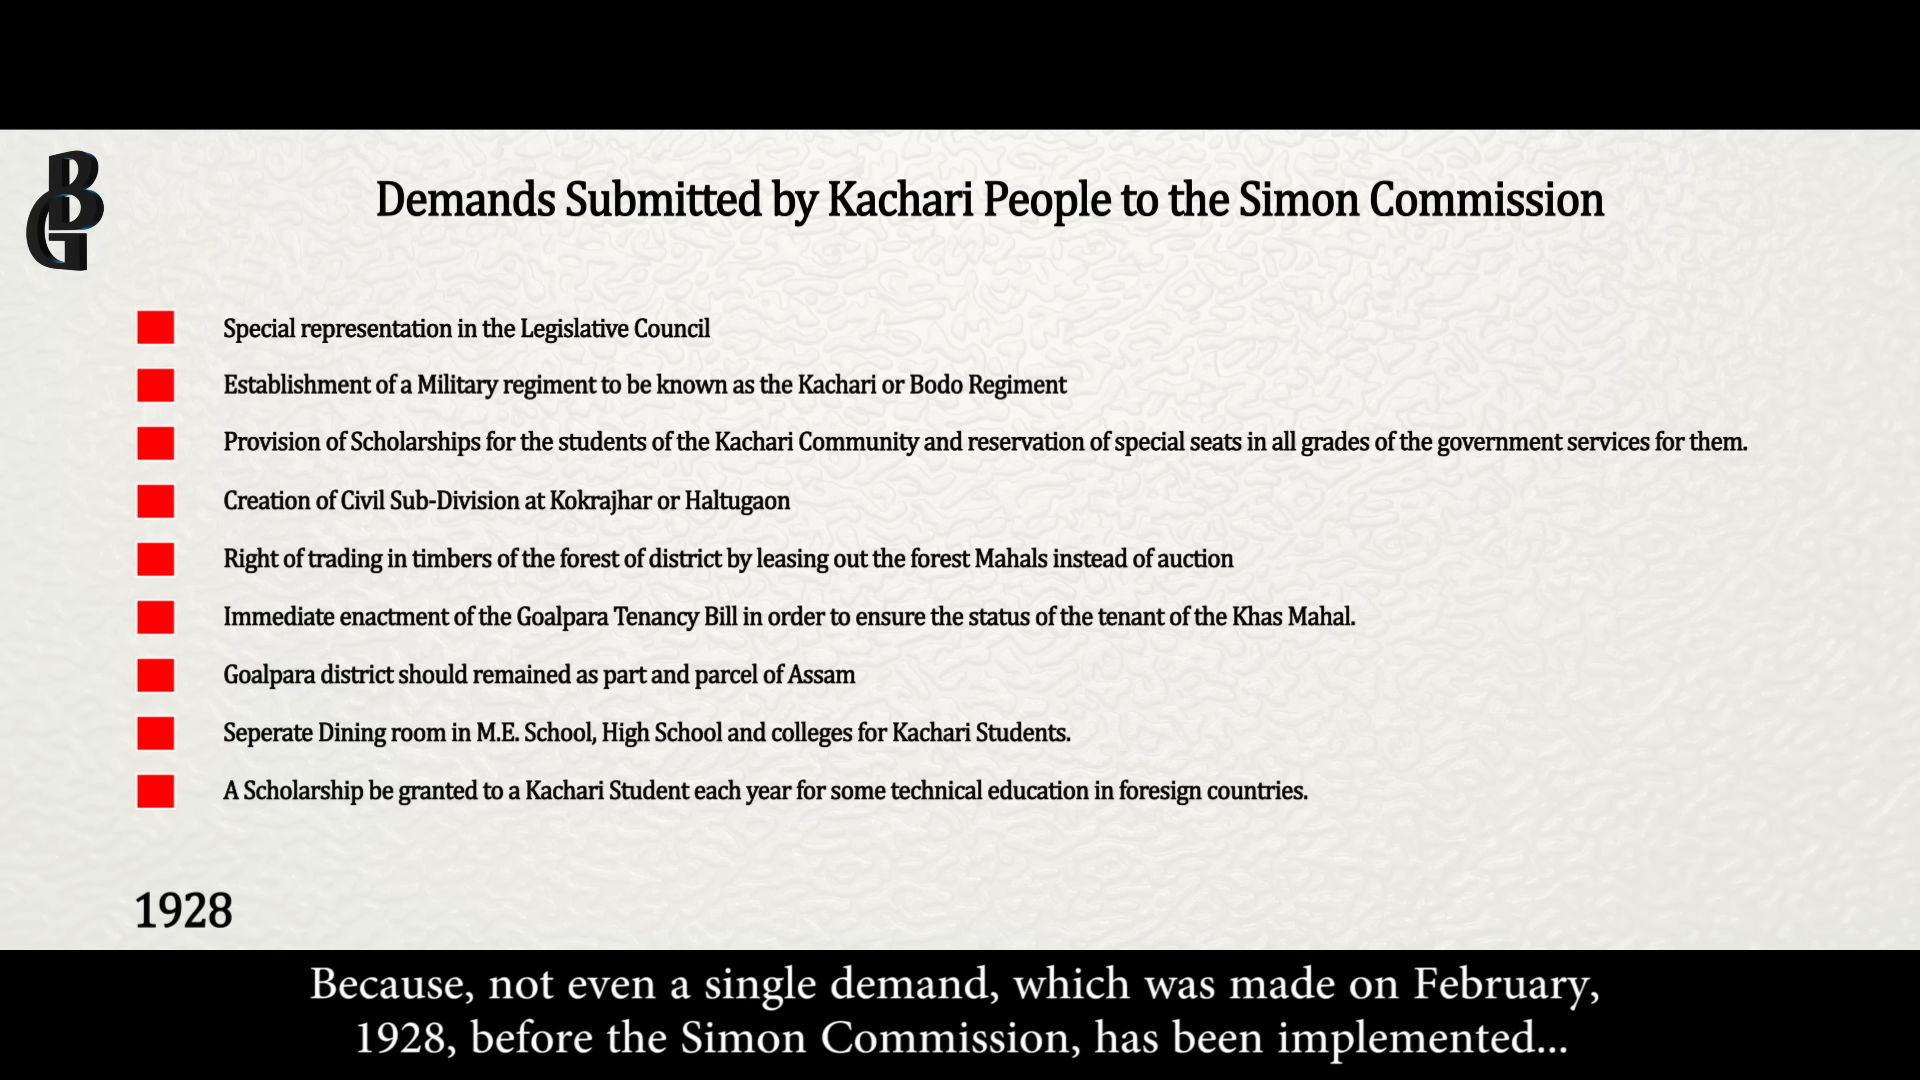 BG
Demands Submitted by Kachari People to the Simon Commission
Special representation in the Legislative Council
Establishment of a Military regiment to be known as the Kachari or Bodo Regiment
Provision of Scholarships for the students of the Kachari Community and reservation of special seats in all grades of the government services for them.
Creation of Civil Sub-Division at Kokrajhar or Haltugaon
Right of trading in timbers of the forest of district by leasing out the forest Mahals instead of auction
Immediate enactment of the Goalpara Tenancy Bill in order to ensure the status of the tenant of the Khas Mahal.
Goalpara district should remained as part and parcel of Assam
Seperate Dining room in M.E. School, High School and colleges for Kachari Students.
A Scholarship be granted to a Kachari Student each year for some technical education in foresign countries.
1928
Because, not even a single demand, which was made on February,
1928, before the Simon Commission, has been implemented...